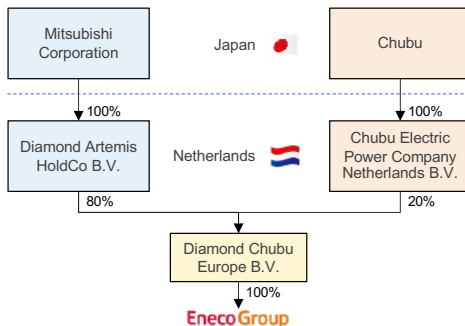 Mitsubishi
Corporation
Japan
Chubu
100%
100%
Diamond Artemis
HoldCo B.V.
Netherlands
Chubu Electric
Power Company
Netherlands B.V.
80%
20%
Diamond Chubu
Europe B.V.
100%
EnecoGroup